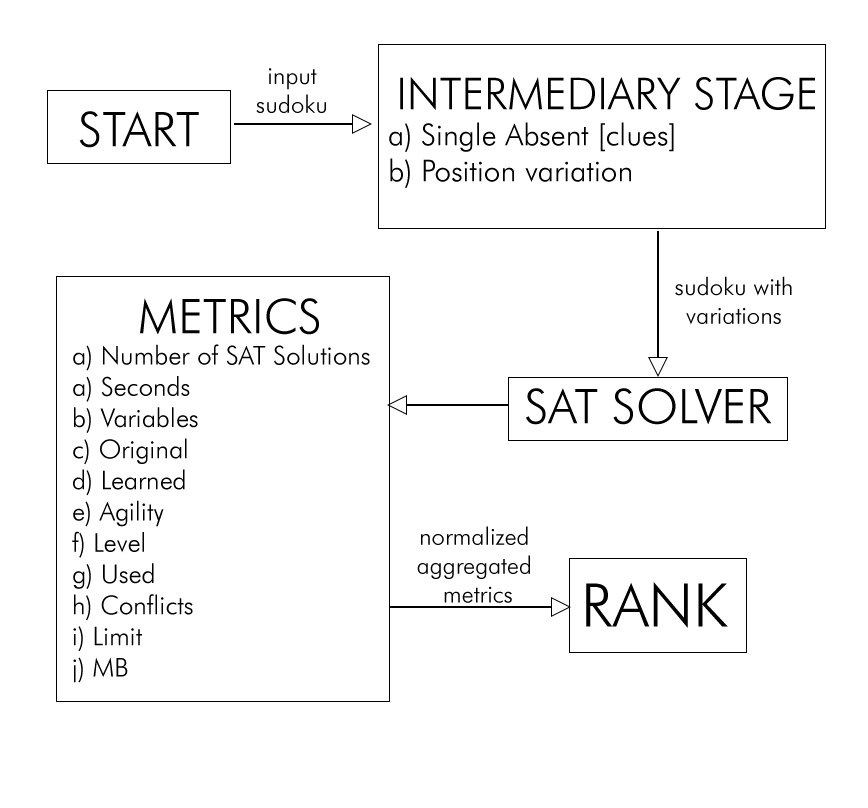 START
input
sudoku
INTERMEDIARY STAGE
a) Single Absent [clues]
b) Position variation
sudoku with
variations
SAT SOLVER
METRICS
a) Number of SAT Solutions
a) Seconds
b) Variables
c) Original
d) Learned
e) Agility
f) Level
g) Used
h) Conflicts
i) Limit
j) MB
normalized
aggregated
metrics
RANK